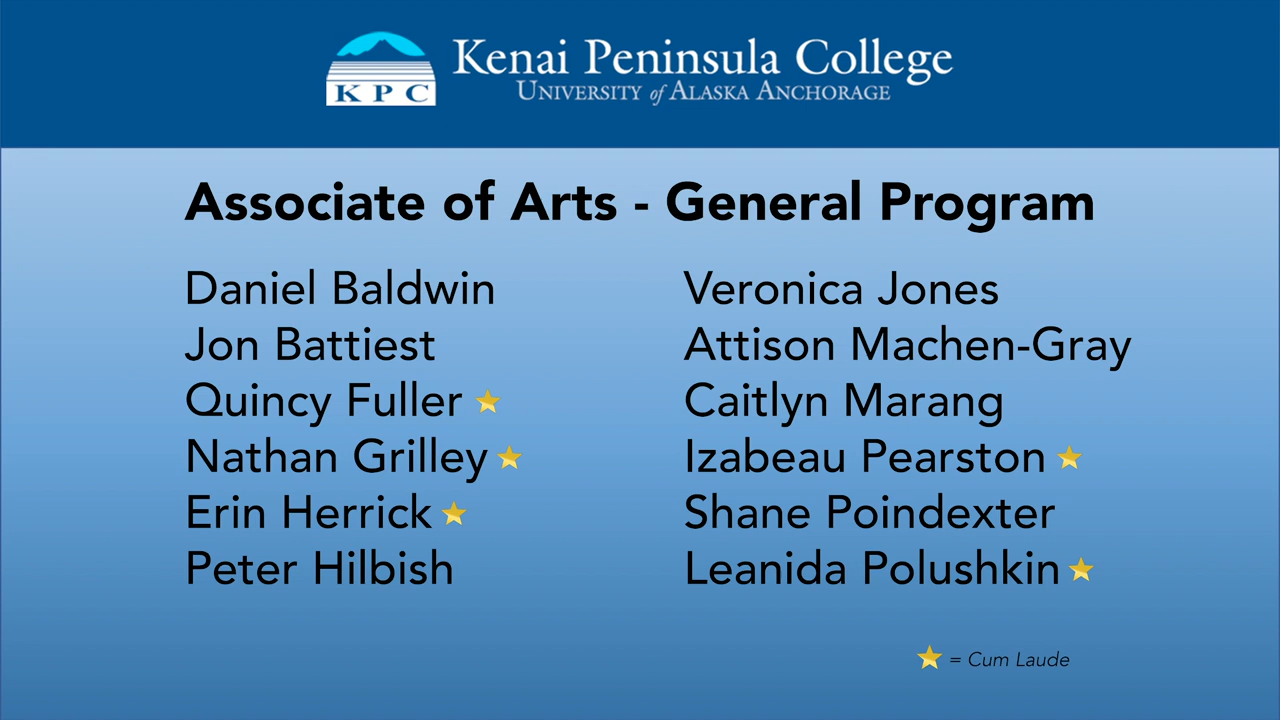 KPC
Kenai Peninsula College
University of Alaska Anchorage
Associate of Arts - General Program
Daniel Baldwin
Jon Battiest
Quincy Fuller
Nathan Grilley
Erin Herrick
Peter Hilbish
Veronica Jones
Attison Machen-Gray
Caitlyn Marang
Izabeau Pearston
Shane Poindexter
Leanida Polushkin
= Cum Laude